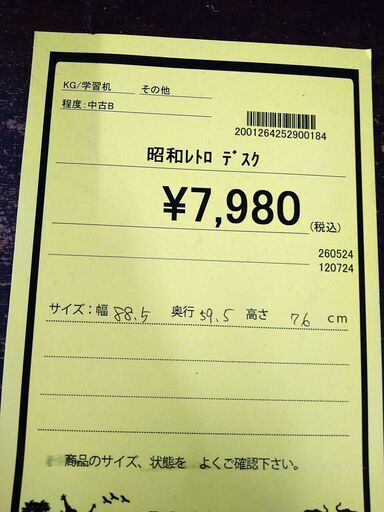 KG/学習机　その他
程度:中古B
2001264252900184
昭和ﾚﾄﾛ ﾃﾞｽｸ
¥7,980 (税込)
260524
120724
サイズ:幅 88.5 奥行 59.5 高さ 76 cm
商品のサイズ、状態を よくご確認下さい。